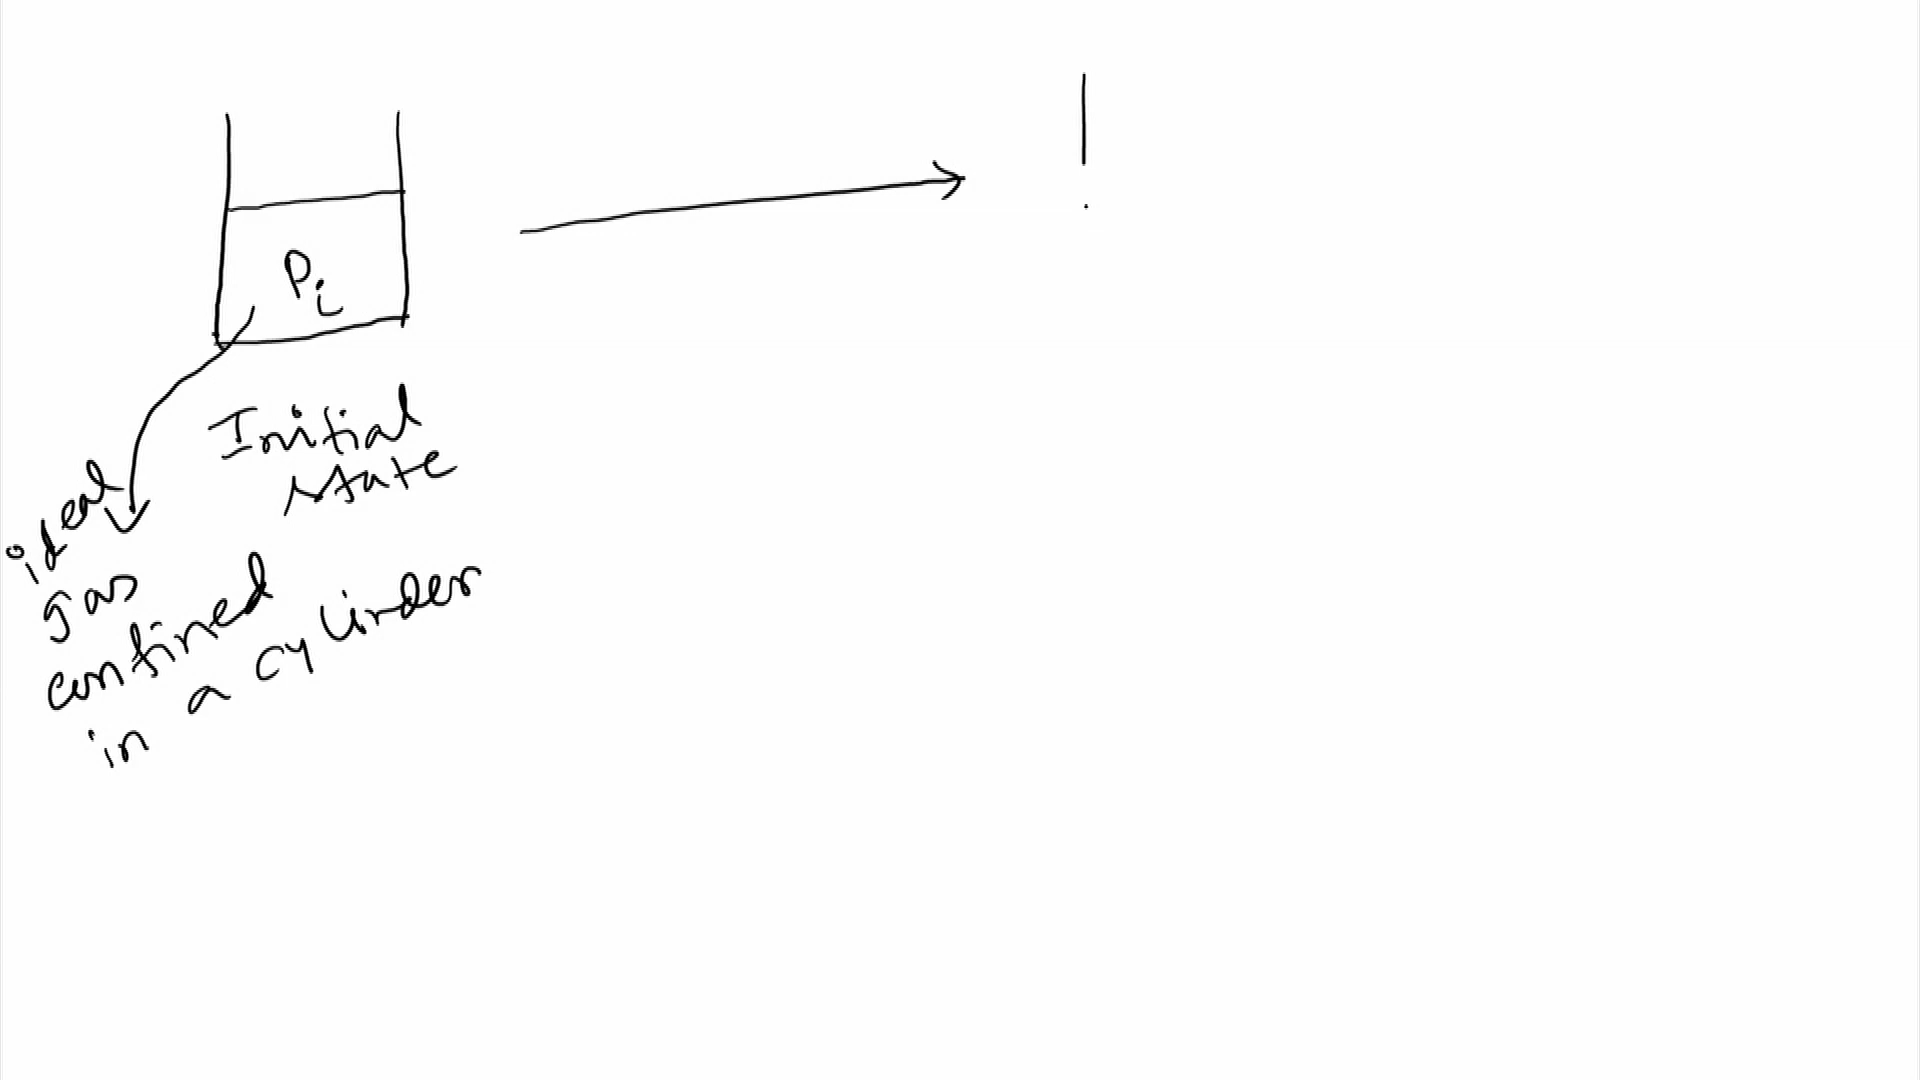 Pi
Initial
state
ideal
gas
confined
in a cylinder